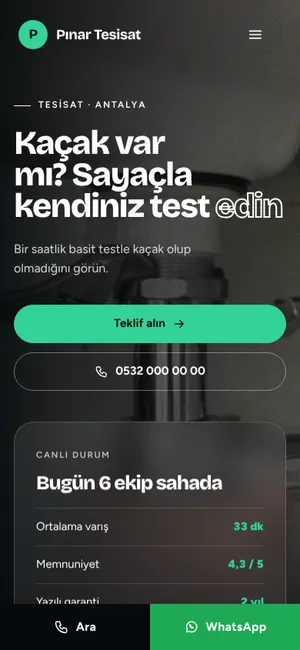 P Pınar Tesisat
TESİSAT · ANTALYA
Kaçak var
mı? Sayaçla
kendiniz test edin
Bir saatlik basit testle kaçak olup
olmadığını görün.
Teklif alın →
0532 000 00 00
CANLI DURUM
Bugün 6 ekip sahada
Ortalama varış 33 dk
Memnuniyet 4,3 / 5
Yazılı garanti 2 yıl
Ara WhatsApp